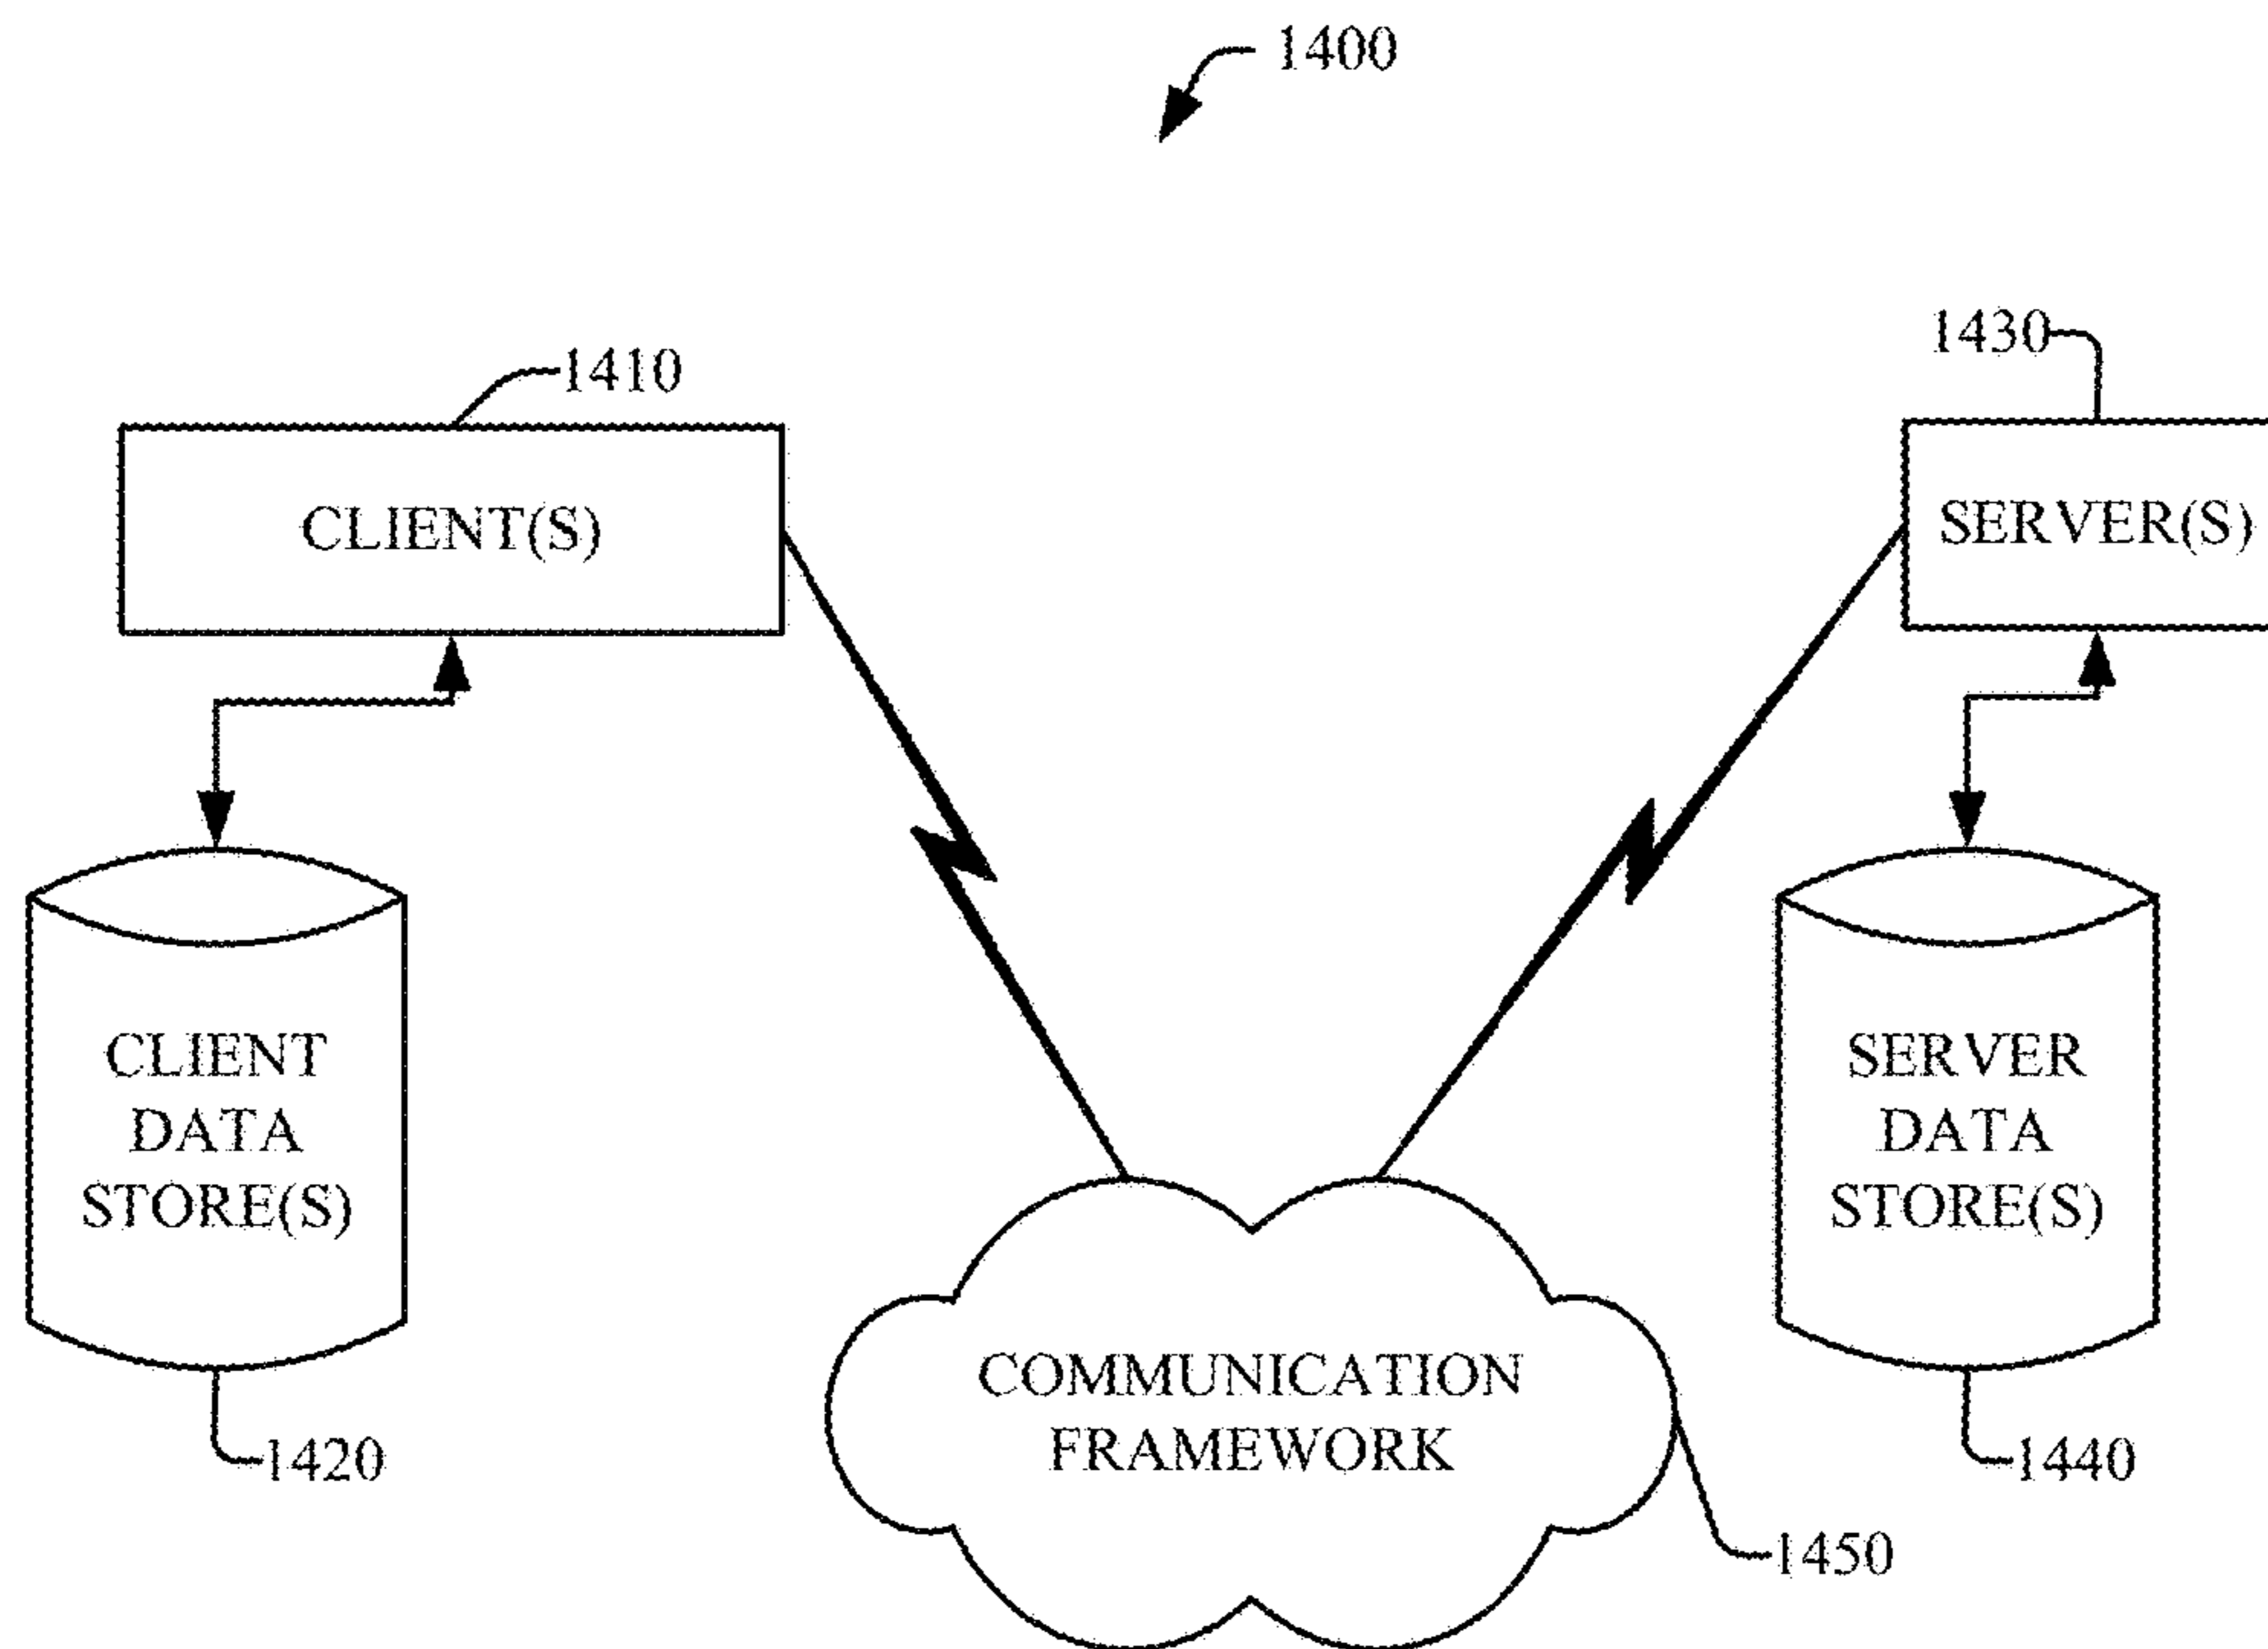 1400
1410
1430
CLIENT(S)
SERVER(S)
CLIENT
DATA
STORE(S)
SERVER
DATA
STORE(S)
COMMUNICATION
FRAMEWORK
1420
1440
1450